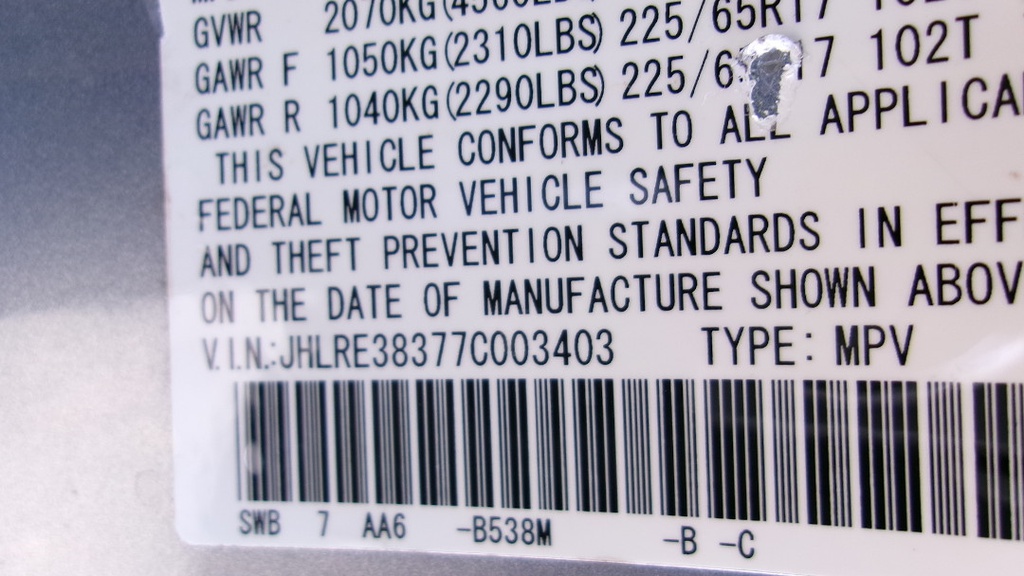 GVWR 2070KG
GAWR F 1050KG(2310LBS) 225/65R17
GAWR R 1040KG(2290LBS) 225/6 17 102T
THIS VEHICLE CONFORMS TO ALL APPLICA
FEDERAL MOTOR VEHICLE SAFETY
AND THEFT PREVENTION STANDARDS IN EFF
ON THE DATE OF MANUFACTURE SHOWN ABOV
V.I.N.:JHLRE38377C003403 TYPE: MPV
SWB 7 AA6 -B538M -B -C